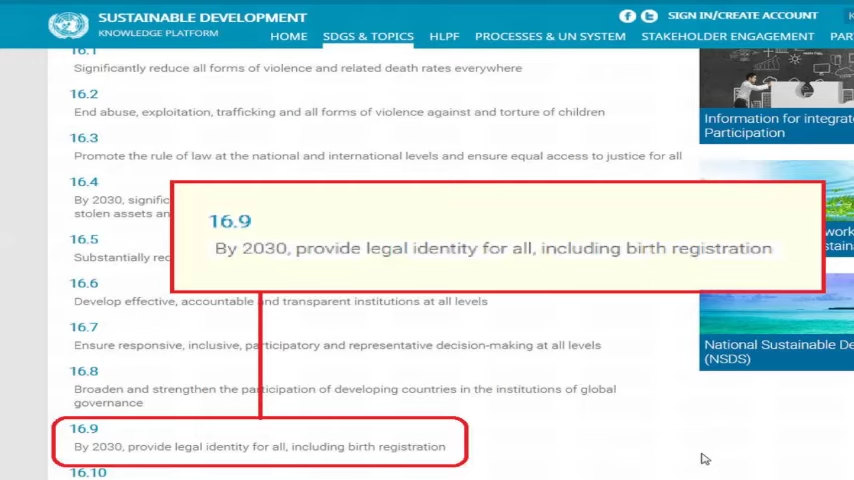 SUSTAINABLE DEVELOPMENT
KNOWLEDGE PLATFORM
SIGN IN/CREATE ACCOUNT
HOME SDGS & TOPICS HLPF PROCESSES & UN SYSTEM STAKEHOLDER ENGAGEMENT
16.1
Significantly reduce all forms of violence and related death rates everywhere
16.2
End abuse, exploitation, trafficking and all forms of violence against and torture of children
16.3
Promote the rule of law at the national and international levels and ensure equal access to justice for all
16.4
By 2030,
stolen assets
16.5
Substantially
16.9
By 2030, provide legal identity for all, including birth registration
16.6
Develop effective, accountable and transparent institutions at all levels
16.7
Ensure responsive, inclusive, participatory and representative decision-making at all levels
16.8
Broaden and strengthen the participation of developing countries in the institutions of global
governance
16.9
By 2030, provide legal identity for all, including birth registration
16.10
Information for
Participation
National Sustainable
(NSDS)